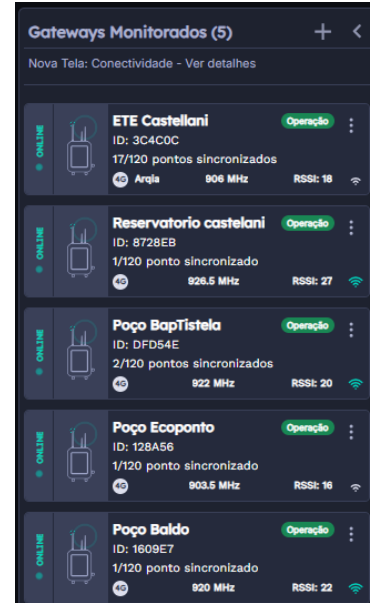 Gateways Monitorados (5)
Nova Tela: Conectividade - Ver detalhes
ONLINE
ETE Castellani Operação
ID: 3C4C0C
17/120 pontos sincronizados
4G Arqia 906 MHz RSSI: 18
ONLINE
Reservatorio castelani Operação
ID: 8728EB
1/120 ponto sincronizado
4G 926.5 MHz RSSI: 27
ONLINE
Poço BapTistela Operação
ID: DFD54E
2/120 pontos sincronizados
4G 922 MHz RSSI: 20
ONLINE
Poço Ecoponto Operação
ID: 128A56
1/120 ponto sincronizado
4G 903.5 MHz RSSI: 16
ONLINE
Poço Baldo Operação
ID: 1609E7
1/120 ponto sincronizado
4G 920 MHz RSSI: 22